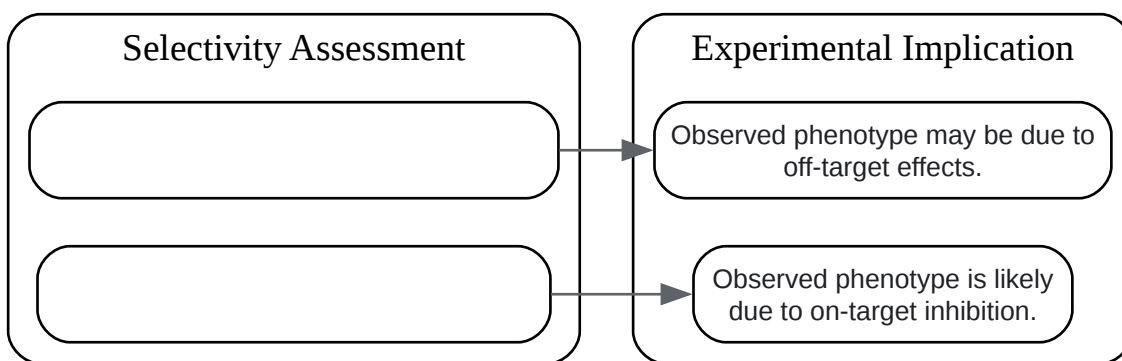 Selectivity Assessment
Experimental Implication
Observed phenotype may be due to
off-target effects.
Observed phenotype is likely
due to on-target inhibition.